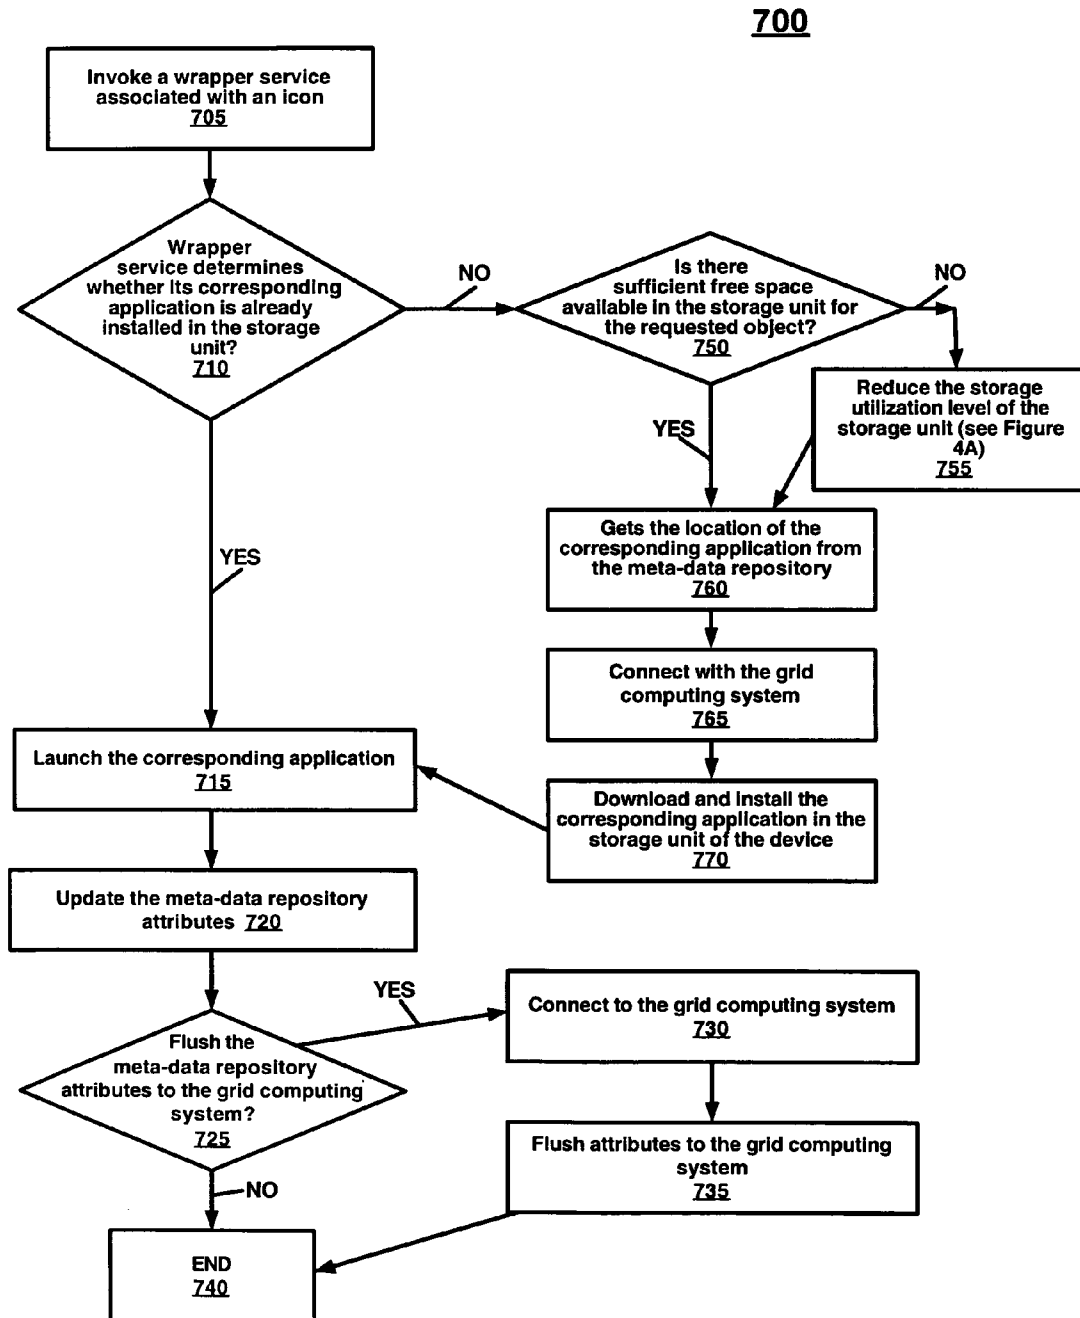 700
Invoke a wrapper service
associated with an icon
705
Wrapper
service determines
whether its corresponding
application is already
installed in the storage
unit?
710
NO
Is there
sufficient free space
available in the storage unit for
the requested object?
750
NO
Reduce the storage
utilization level of the
storage unit (see Figure
4A)
755
YES
Gets the location of the
corresponding application from
the meta-data repository
760
YES
Connect with the grid
computing system
765
Launch the corresponding application
715
Download and install the
corresponding application in the
storage unit of the device
770
Update the meta-data repository
attributes 720
YES
Connect to the grid computing system
730
Flush the
meta-data repository
attributes to the grid computing
system?
725
Flush attributes to the grid computing
system
735
NO
END
740